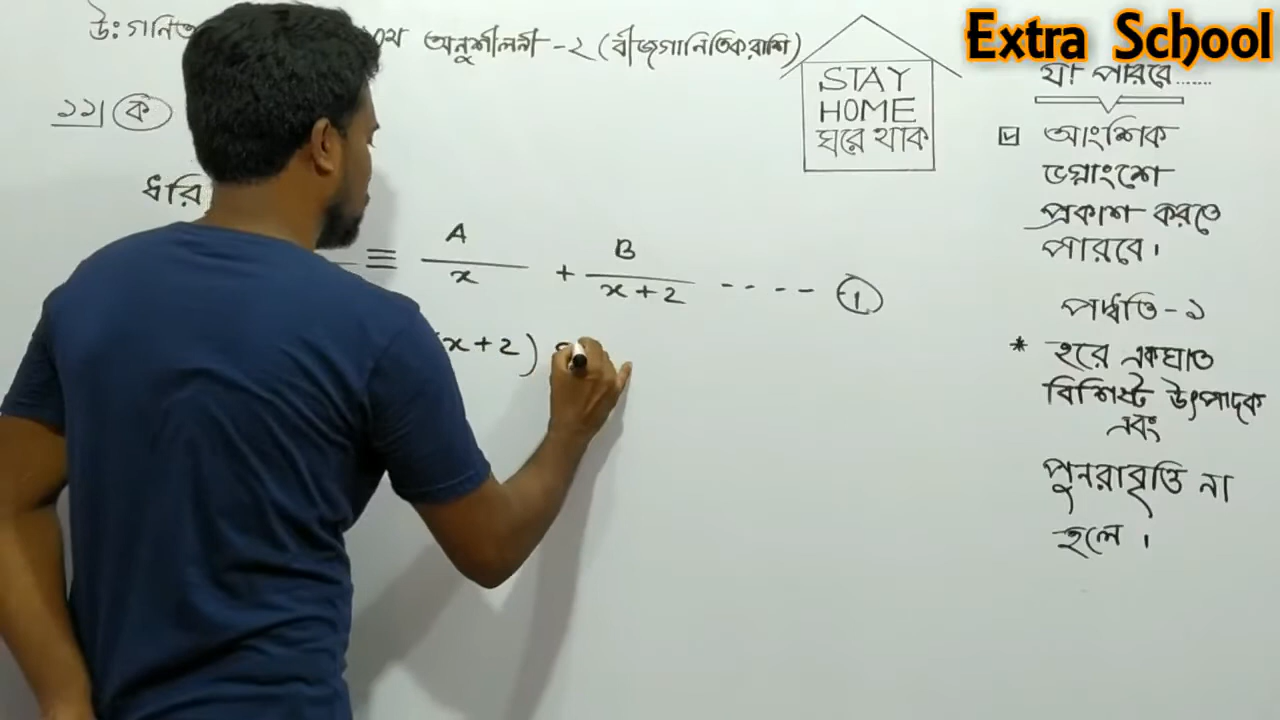 উঃ গনিত
অনুশীলনী -২ (বীজগানিতিক রাশি)
Extra School
STAY
HOME
ঘরে থাক
যা পারবে.......
১১| ক
আংশিক
ভগ্নাংশে
প্রকাশ করতে
পারবে।
ধরি
≡ A/x + B/x+2 ---- ①
x+2)
পদ্ধতি-১
* হরে একঘাত
বিশিষ্ট উৎপাদক
এবং
পুনরাবৃত্তি না
হলে।